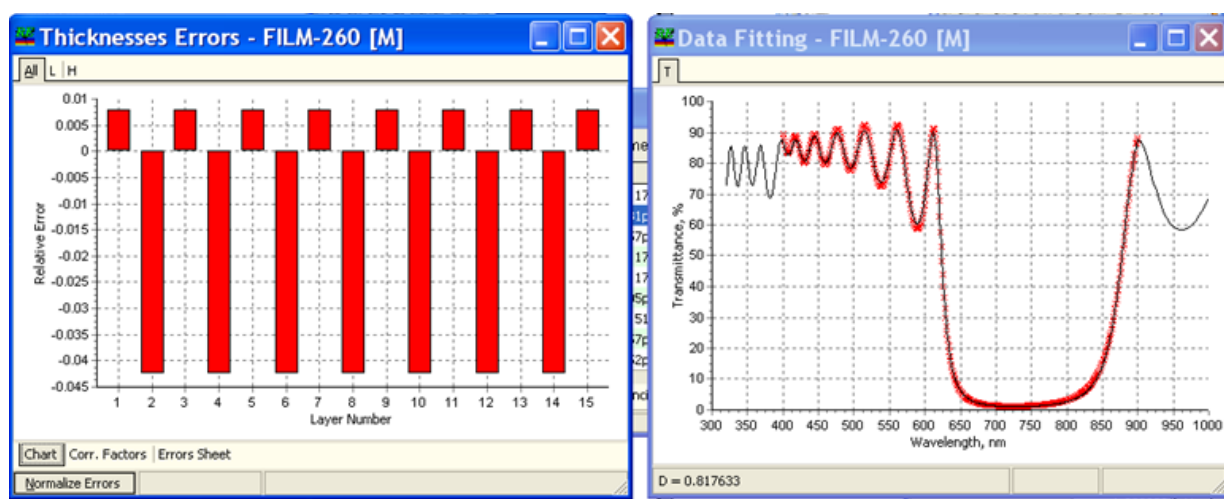 Thicknesses Errors - FILM-260 [M]
All L H
0.01
0.005
0
-0.005
-0.01
-0.015
-0.02
-0.025
-0.03
-0.035
-0.04
-0.045
Relative Error
1 2 3 4 5 6 7 8 9 10 11 12 13 14 15
Layer Number
Chart Corr. Factors Errors Sheet
Normalize Errors
Data Fitting - FILM-260 [M]
T
100
90
80
70
60
50
40
30
20
10
0
Transmittance, %
300 350 400 450 500 550 600 650 700 750 800 850 900 950 1000
Wavelength, nm
D = 0.817633